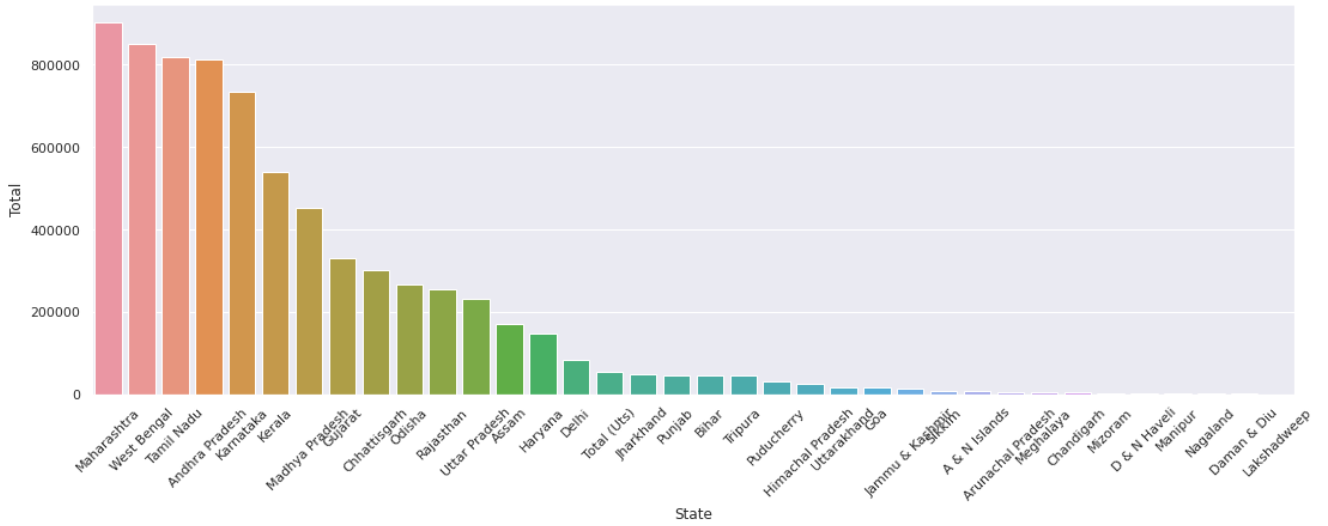 800000
600000
400000
200000
0
Total
Maharashtra
West Bengal
Tamil Nadu
Andhra Pradesh
Karnataka
Kerala
Madhya Pradesh
Gujarat
Chhattisgarh
Odisha
Rajasthan
Uttar Pradesh
Assam
Haryana
Delhi
Total (Uts)
Jharkhand
Punjab
Bihar
Tripura
Puducherry
Himachal Pradesh
Uttarakhand
Goa
Jammu & Kashmir
Sikkim
A & N Islands
Arunachal Pradesh
Meghalaya
Chandigarh
Mizoram
D & N Haveli
Manipur
Nagaland
Daman & Diu
Lakshadweep
State